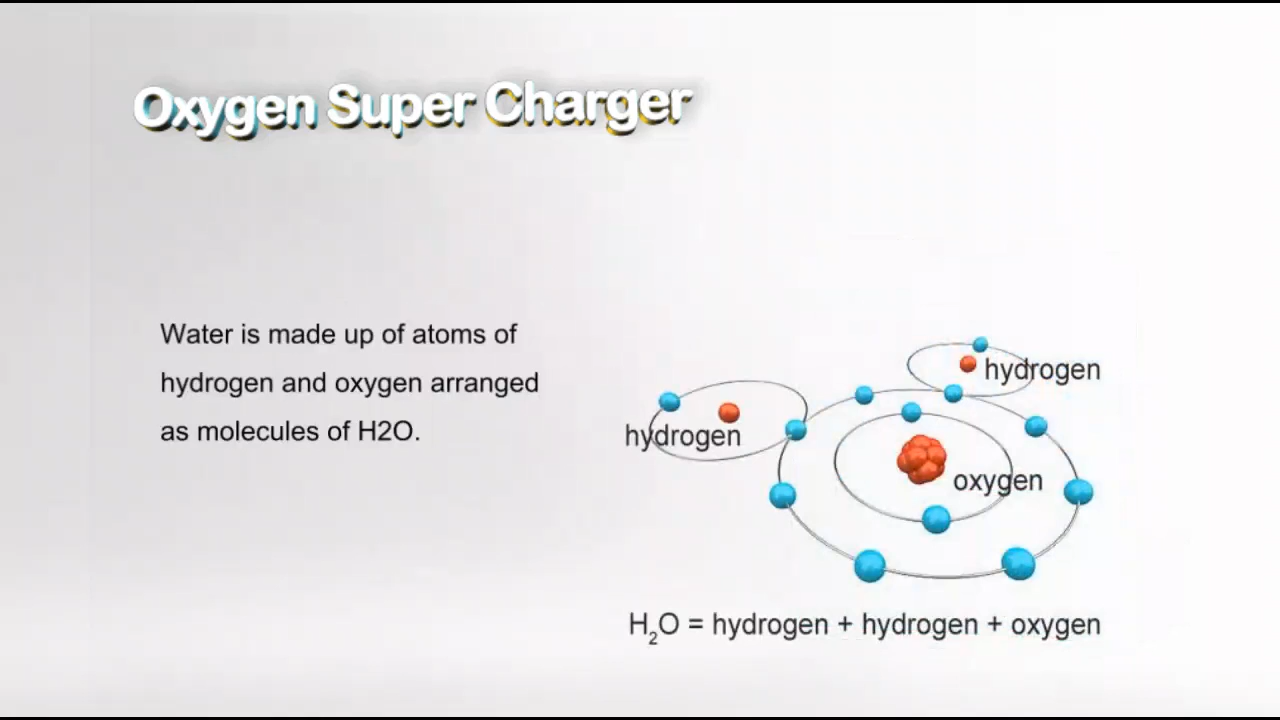 Oxygen Super Charger
Water is made up of atoms of
hydrogen and oxygen arranged
as molecules of H2O.
hydrogen
hydrogen
oxygen
H₂O = hydrogen + hydrogen + oxygen